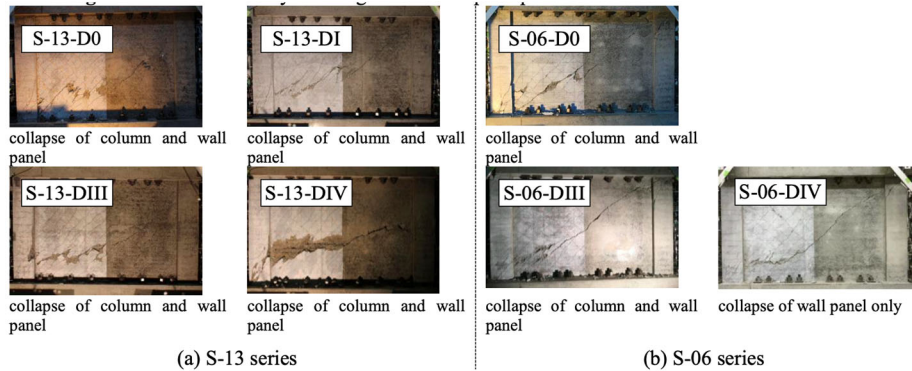 S-13-D0
S-13-DI
S-06-D0
collapse of column and wall panel
collapse of column and wall panel
collapse of column and wall panel
S-13-DIII
S-13-DIV
S-06-DIII
S-06-DIV
collapse of column and wall panel
collapse of column and wall panel
collapse of column and wall panel
collapse of wall panel only
(a) S-13 series
(b) S-06 series